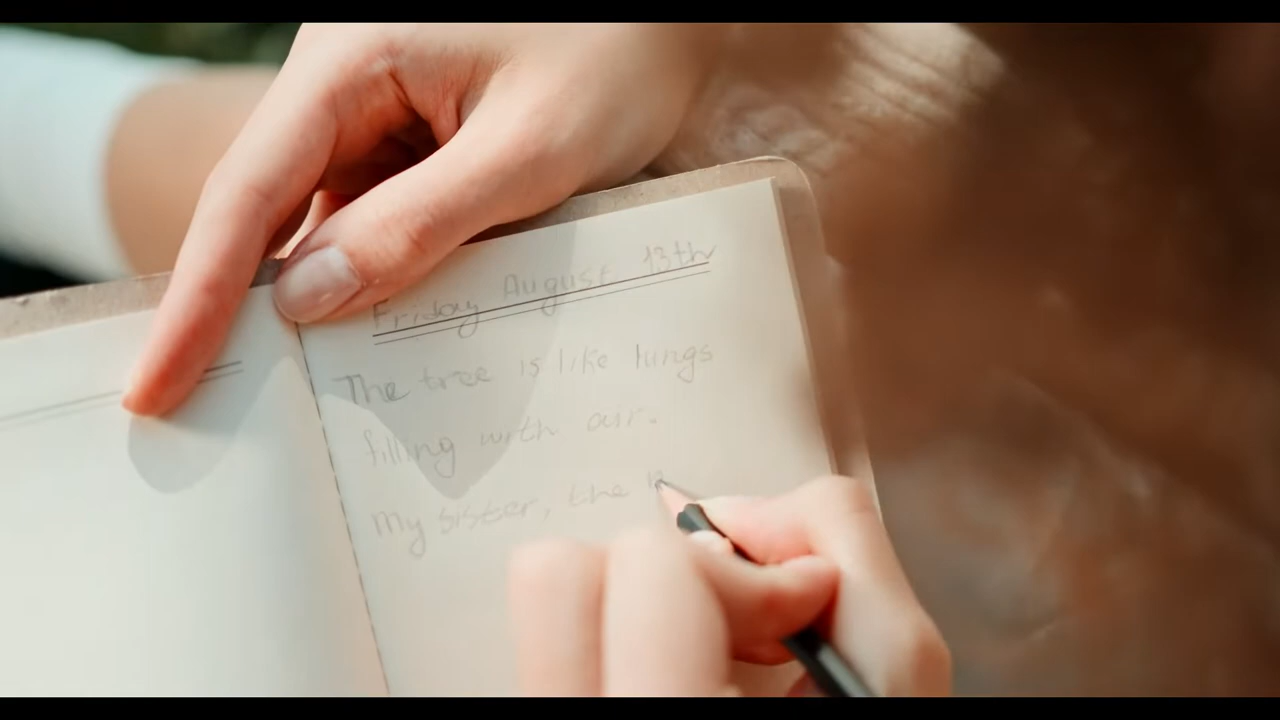 Friday August 13th
The tree is like lungs
filling with air.
My sister, the